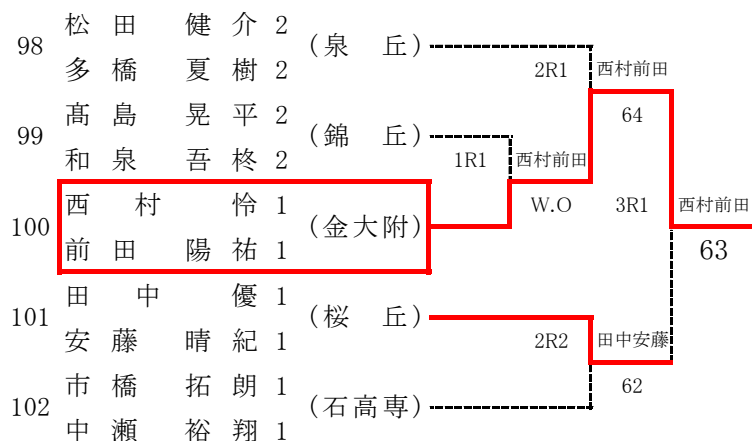 98
松田 健介 2
多橋 夏樹 2
(泉丘)
99
髙島 晃平 2
和泉 吾柊 2
(錦丘)
100
西村 怜 1
前田 陽祐 1
(金大附)
101
田中 優 1
安藤 晴紀 1
(桜丘)
102
市橋 拓朗 1
中瀬 裕翔 1
(石高専)
1R1
西村前田
W.O
2R1
西村前田
64
2R2
田中安藤
62
3R1
西村前田
63